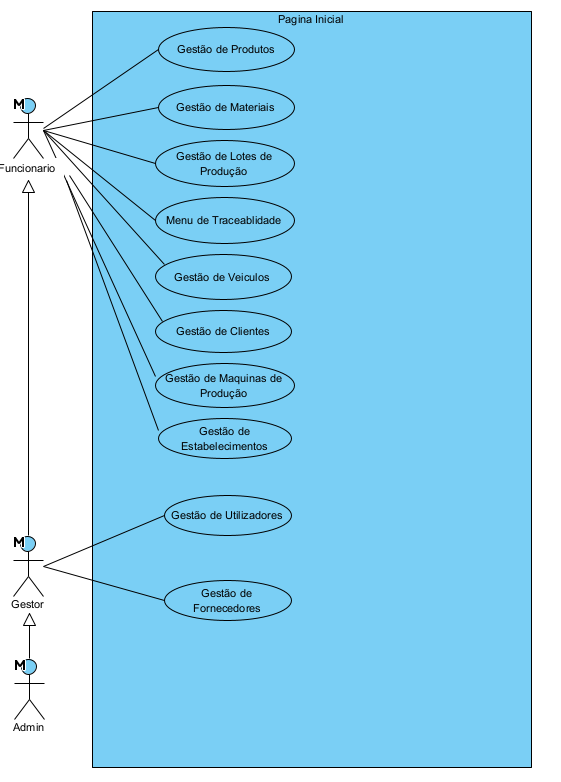 Pagina Inicial
Gestão de Produtos
M
Gestão de Materiais
Gestão de Lotes de
Produção
Funcionario
Menu de Traceablidade
Gestão de Veiculos
Gestão de Clientes
Gestão de Maquinas de
Produção
Gestão de
Estabelecimentos
Gestão de Utilizadores
M
Gestão de
Fornecedores
Gestor
M
Admin